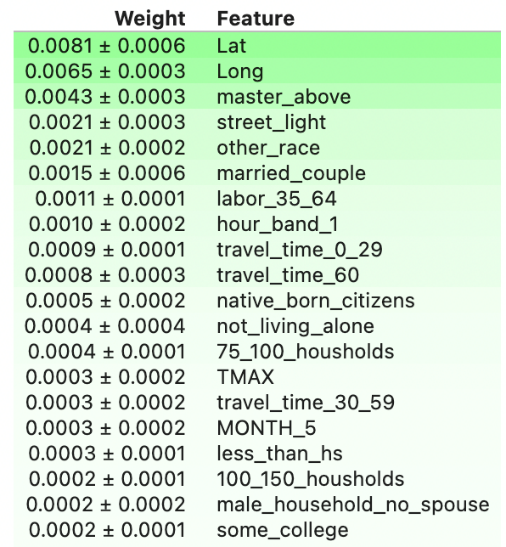 Weight Feature
0.0081 ± 0.0006 Lat
0.0065 ± 0.0003 Long
0.0043 ± 0.0003 master_above
0.0021 ± 0.0003 street_light
0.0021 ± 0.0002 other_race
0.0015 ± 0.0006 married_couple
0.0011 ± 0.0001 labor_35_64
0.0010 ± 0.0002 hour_band_1
0.0009 ± 0.0001 travel_time_0_29
0.0008 ± 0.0003 travel_time_60
0.0005 ± 0.0002 native_born_citizens
0.0004 ± 0.0004 not_living_alone
0.0004 ± 0.0001 75_100_housholds
0.0003 ± 0.0002 TMAX
0.0003 ± 0.0002 travel_time_30_59
0.0003 ± 0.0002 MONTH_5
0.0003 ± 0.0001 less_than_hs
0.0002 ± 0.0001 100_150_housholds
0.0002 ± 0.0002 male_household_no_spouse
0.0002 ± 0.0001 some_college